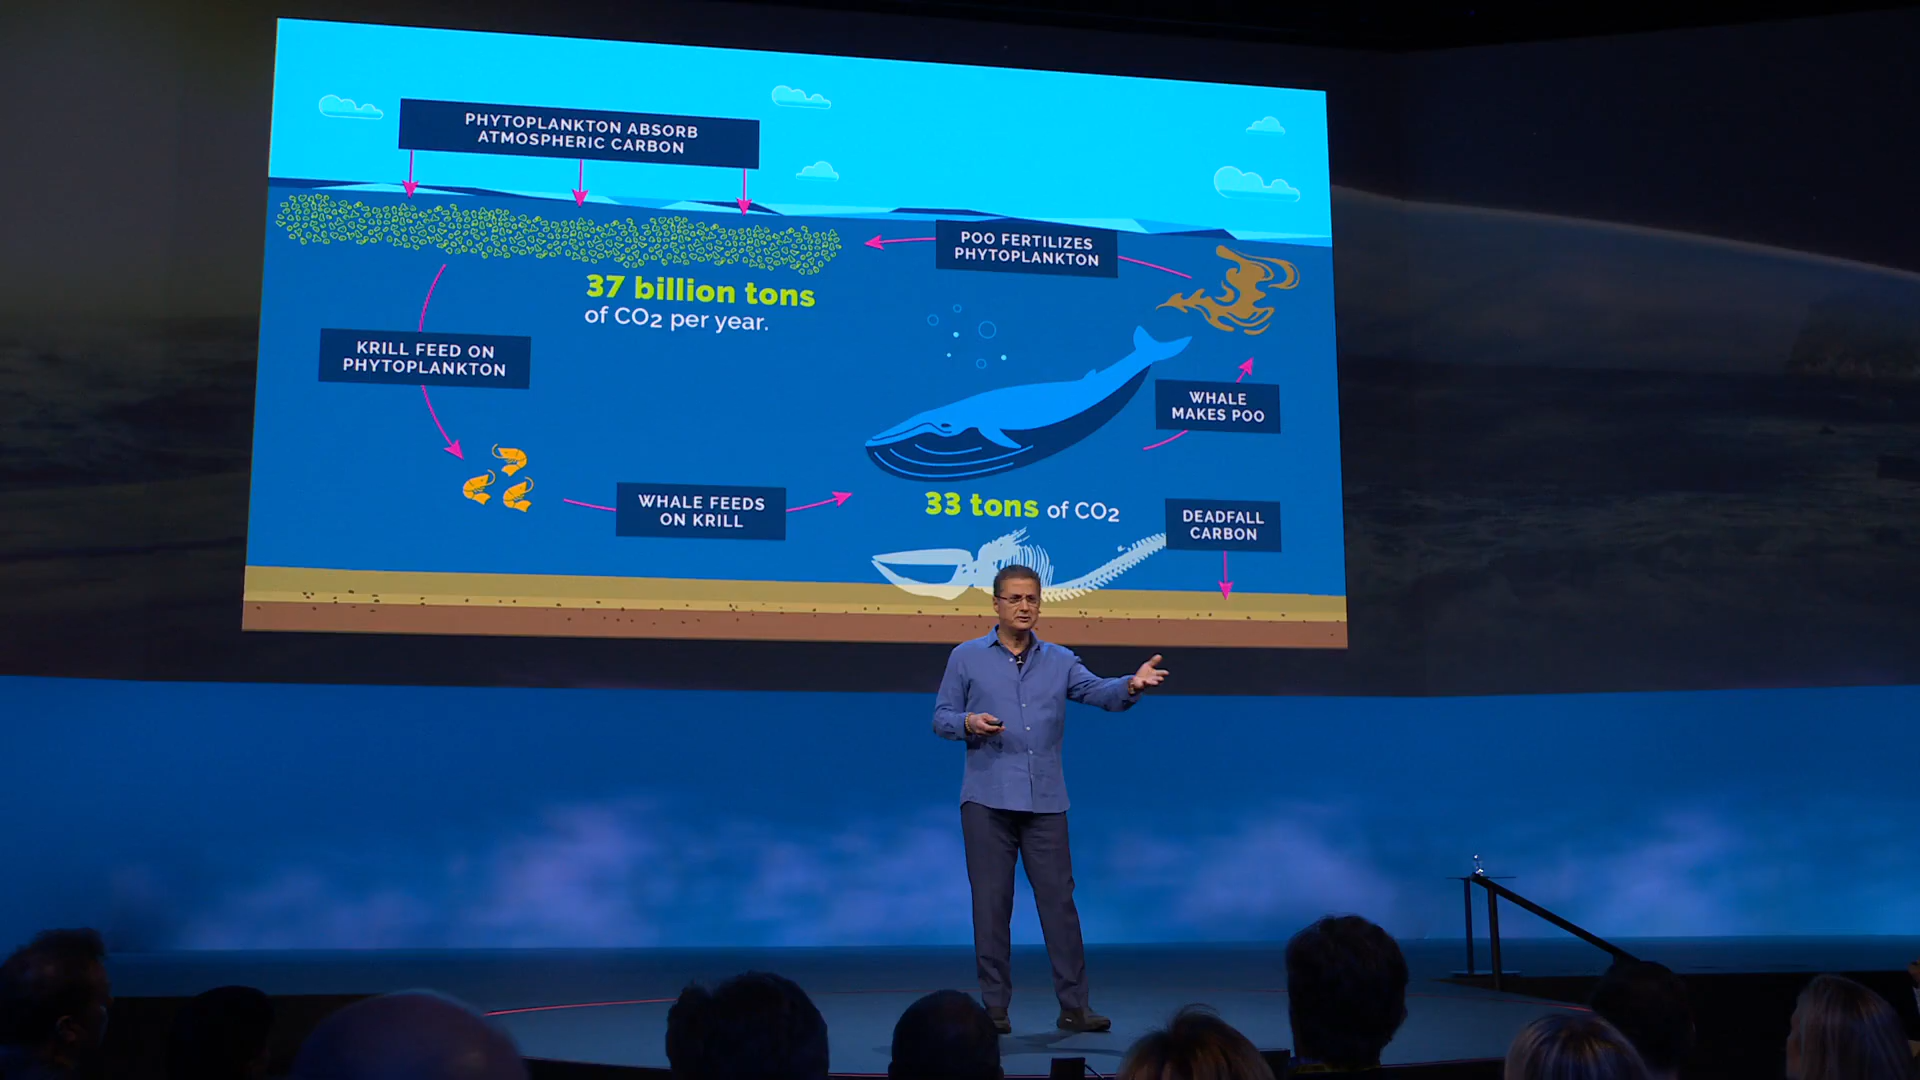 PHYTOPLANKTON ABSORB
ATMOSPHERIC CARBON
POO FERTILIZES
PHYTOPLANKTON
37 billion tons
of CO2 per year.
KRILL FEED ON
PHYTOPLANKTON
WHALE
MAKES POO
WHALE FEEDS
ON KRILL
33 tons of CO2
DEADFALL
CARBON